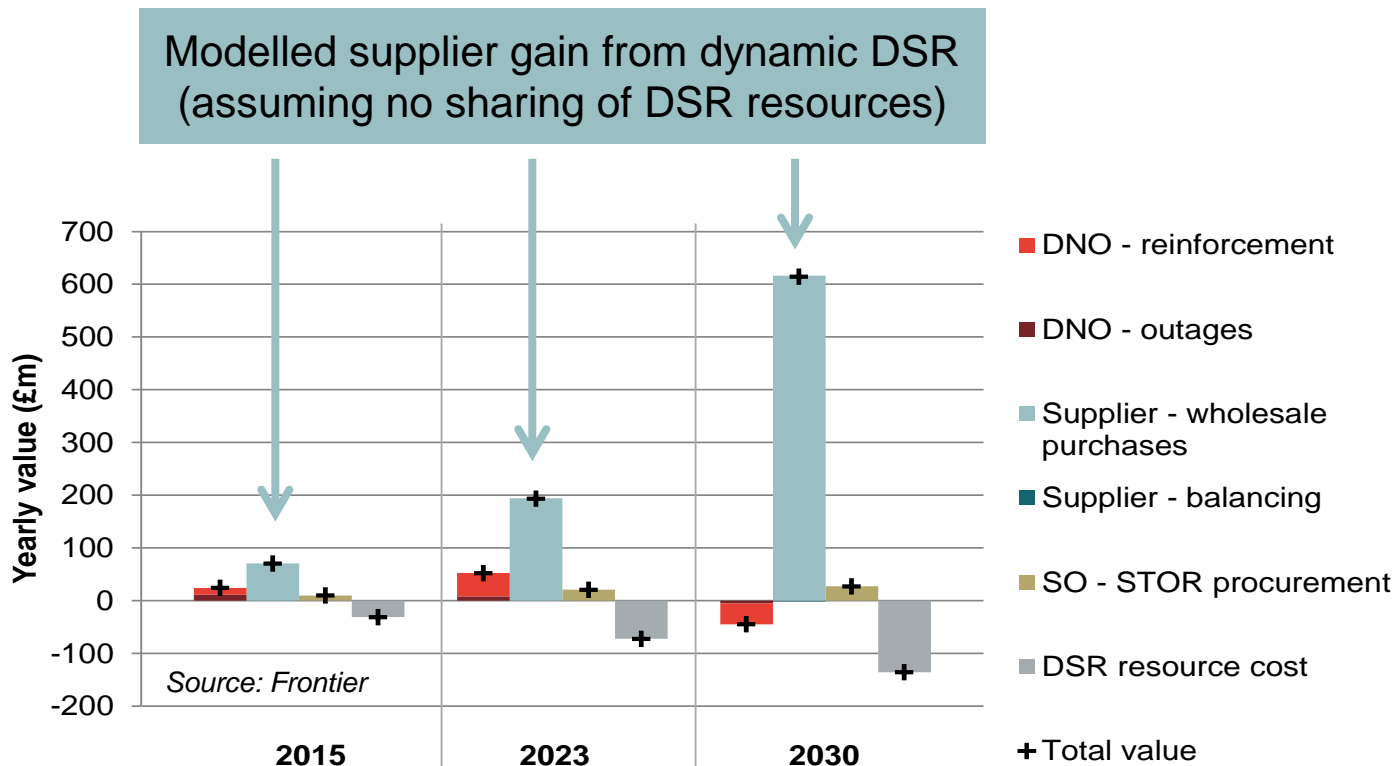 Modelled supplier gain from dynamic DSR
(assuming no sharing of DSR resources)
Yearly value (£m)
700
600
500
400
300
200
100
0
-100
-200
Source: Frontier
2015
2023
2030
DNO - reinforcement
DNO - outages
Supplier - wholesale
purchases
Supplier - balancing
SO - STOR procurement
DSR resource cost
Total value